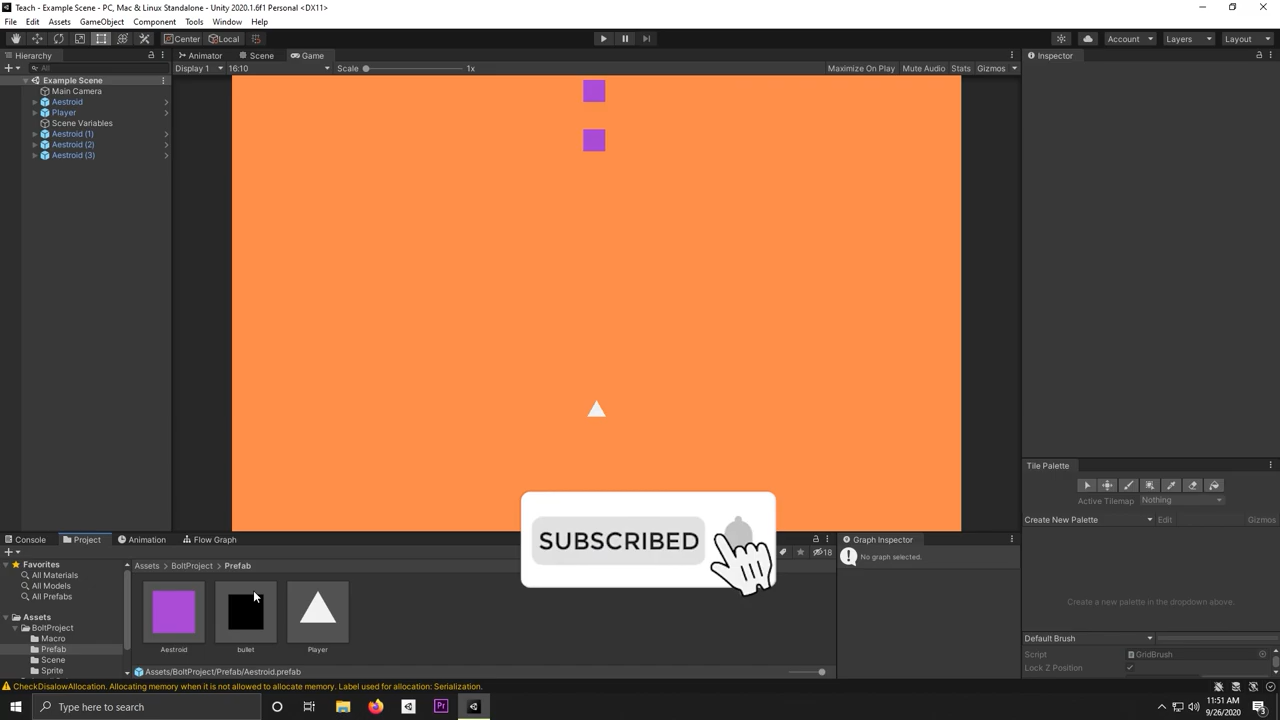 Teach - Example Scene - PC, Mac & Linux Standalone - Unity 2020.1.6f1 Personal <DX11>
File Edit Assets GameObject Component Tools Window Help
Center Local Account Layers Layout
Hierarchy Animator Scene Game Inspector
All Display 1 16:10 Scale 1x Maximize On Play Mute Audio Stats Gizmos
Example Scene
Main Camera
Aestroid
Player
Scene Variables
Aestroid (1)
Aestroid (2)
Aestroid (3)
Tile Palette
Active Tilemap Nothing
Create New Palette Edit Gizmos
SUBSCRIBED
Console Project Animation Flow Graph Graph Inspector
18
No graph selected.
Favorites Assets > BoltProject > Prefab
All Materials
All Models
All Prefabs
Create a new palette in the dropdown above.
Assets
BoltProject
Macro Default Brush
Prefab Aestroid bullet Player
Script GridBrush
Scene
Lock Z Position
Sprite Assets/BoltProject/Prefab/Aestroid.prefab
CheckDisalowAllocation. Allocating memory when it is not allowed to allocate memory. Label used for allocation: Serialization.
Type here to search
11:51 AM
9/26/2020
3